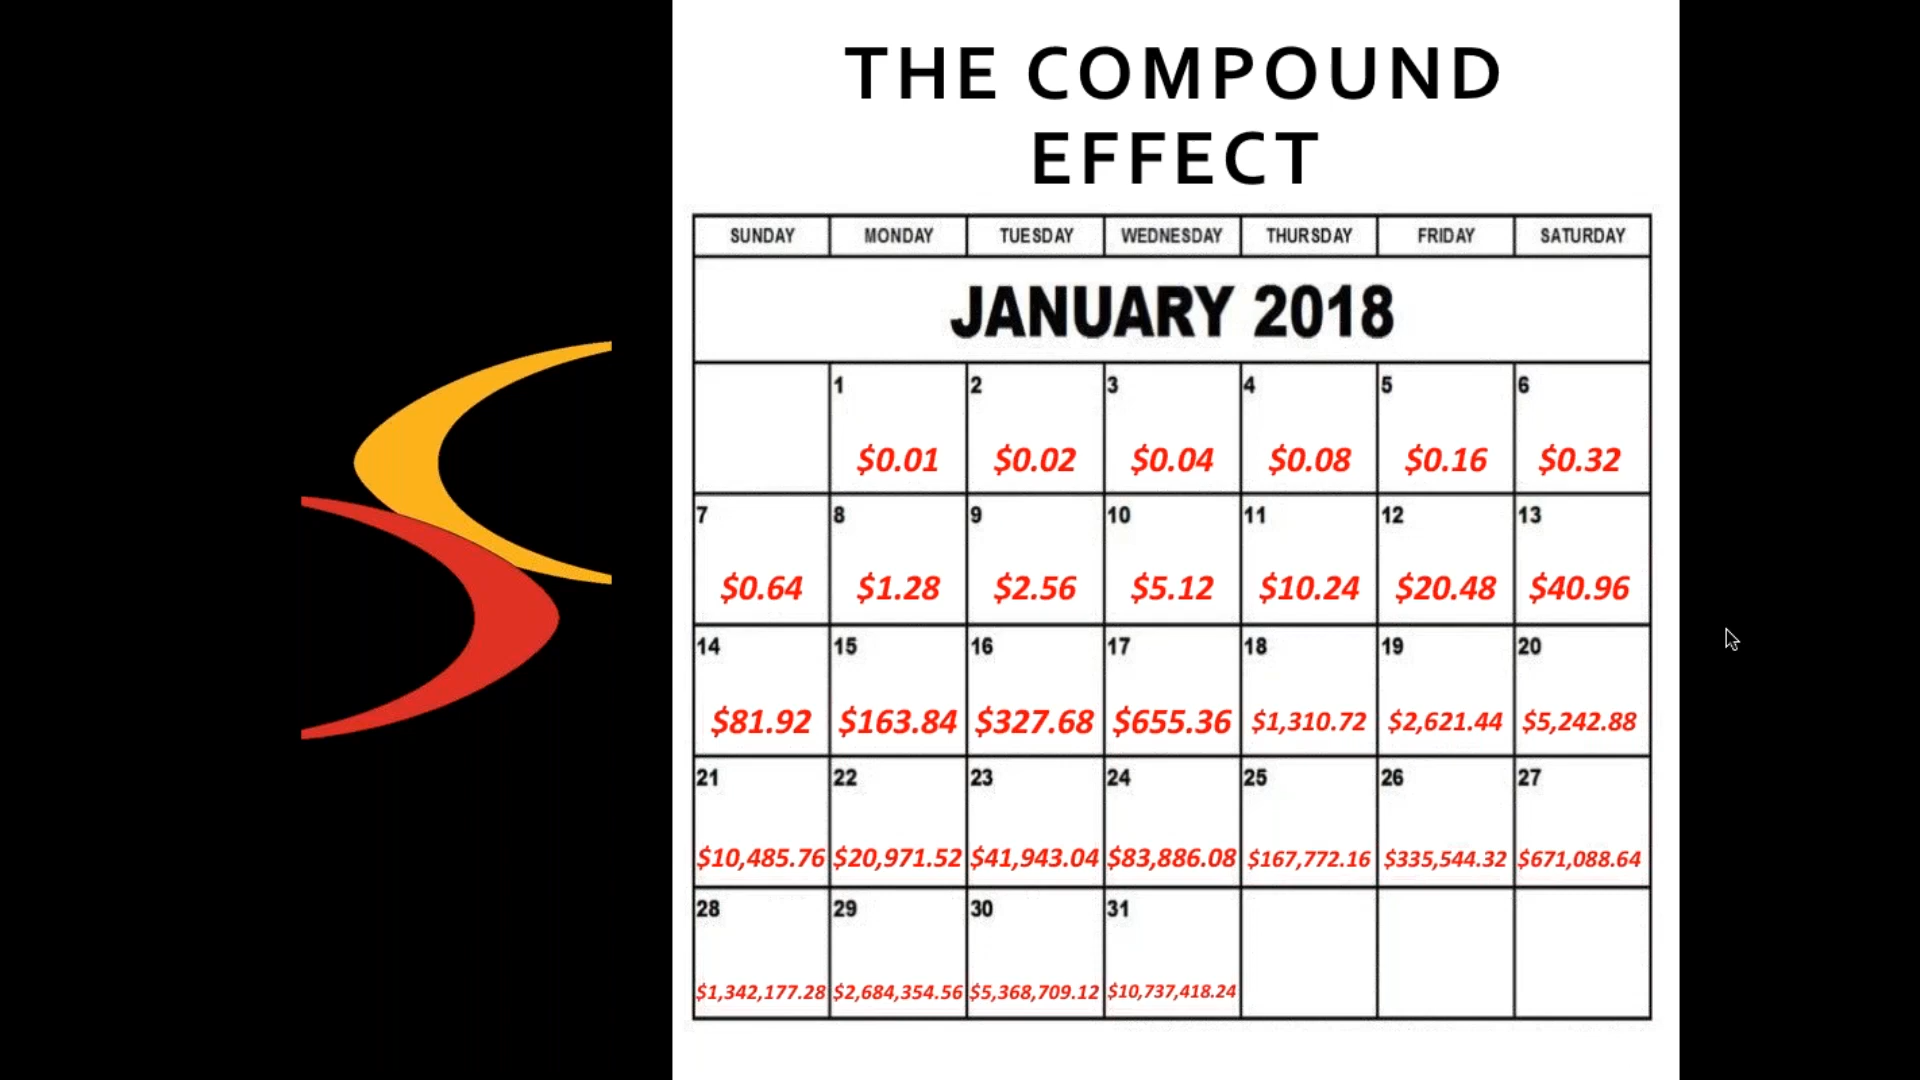 THE COMPOUND
EFFECT
SUNDAY MONDAY TUESDAY WEDNESDAY THURSDAY FRIDAY SATURDAY
JANUARY 2018
1 2 3 4 5 6
$0.01 $0.02 $0.04 $0.08 $0.16 $0.32
7 8 9 10 11 12 13
$0.64 $1.28 $2.56 $5.12 $10.24 $20.48 $40.96
14 15 16 17 18 19 20
$81.92 $163.84 $327.68 $655.36 $1,310.72 $2,621.44 $5,242.88
21 22 23 24 25 26 27
$10,485.76 $20,971.52 $41,943.04 $83,886.08 $167,772.16 $335,544.32 $671,088.64
28 29 30 31
$1,342,177.28 $2,684,354.56 $5,368,709.12 $10,737,418.24